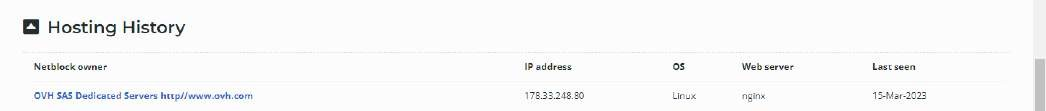 Hosting History
Netblock owner IP address OS Web server Last seen
OVH SAS Dedicated Servers http//www.ovh.com 178.33.248.80 Linux nginx 15-Mar-2023